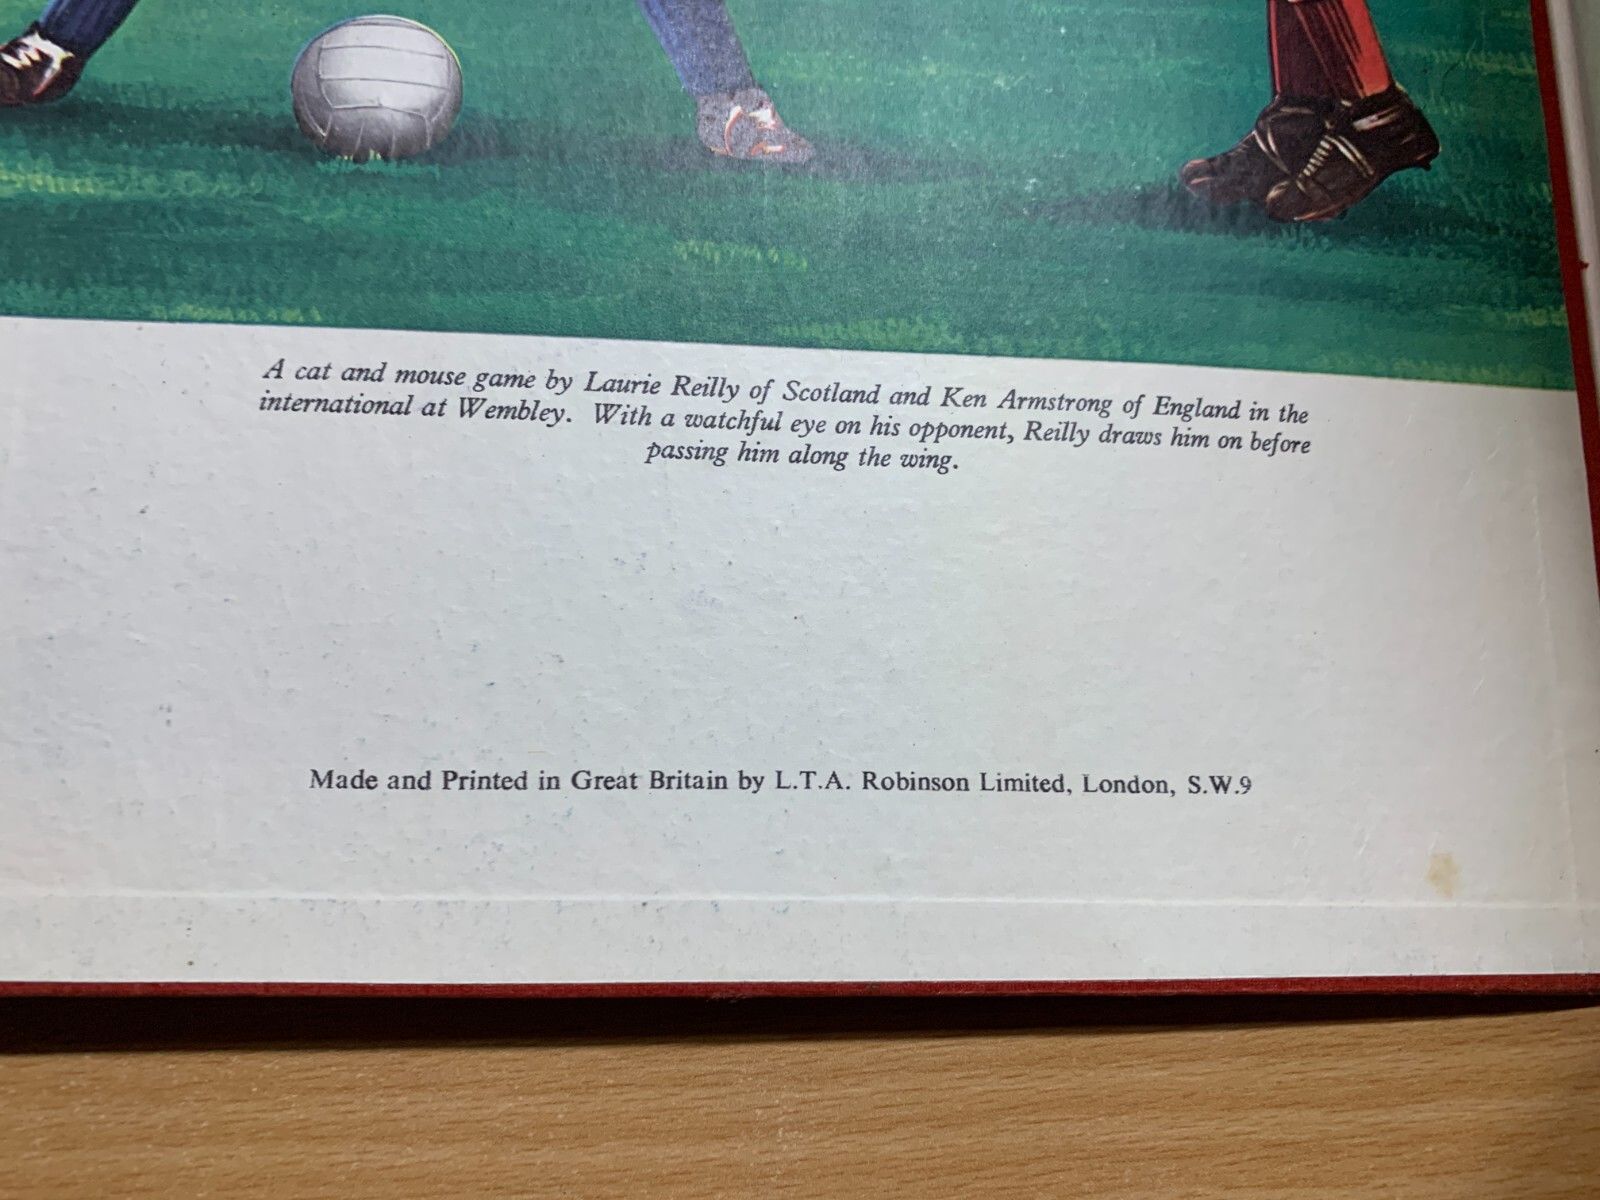 A cat and mouse game by Laurie Reilly of Scotland and Ken Armstrong of England in the
international at Wembley. With a watchful eye on his opponent, Reilly draws him on before
passing him along the wing.
Made and Printed in Great Britain by L.T.A. Robinson Limited, London, S.W.9